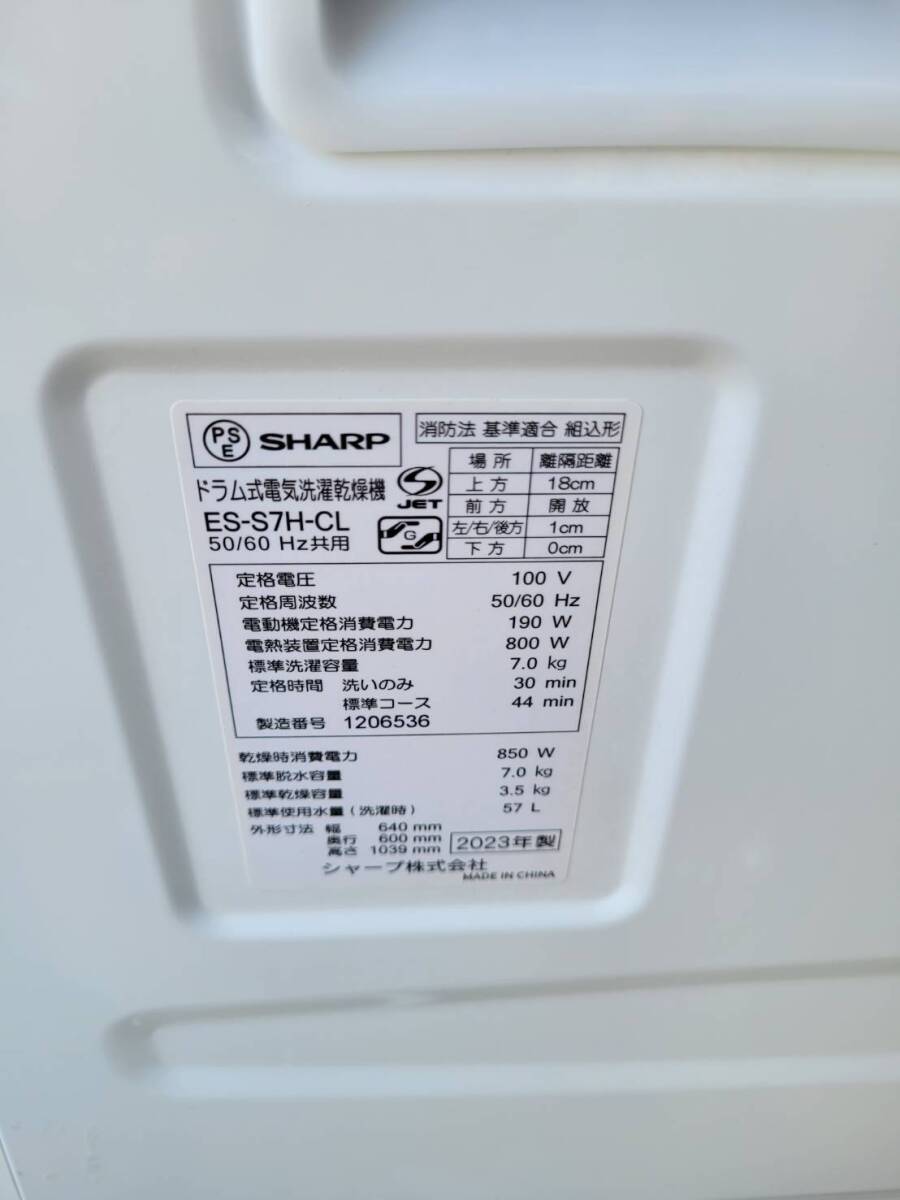 PSE SHARP
消防法 基準適合 組込形
場所 離隔距離
上方 18cm
前方 開放
左/右/後方 1cm
下方 0cm
ドラム式電気洗濯乾燥機
S JET
ES-S7H-CL
50/60 Hz共用
G
定格電圧 100 V
定格周波数 50/60 Hz
電動機定格消費電力 190 W
電熱装置定格消費電力 800 W
標準洗濯容量 7.0 kg
定格時間 洗いのみ 30 min
標準コース 44 min
製造番号 1206536
乾燥時消費電力 850 W
標準脱水容量 7.0 kg
標準乾燥容量 3.5 kg
標準使用水量(洗濯時) 57 L
外形寸法 幅 640 mm
奥行 600 mm
高さ 1039 mm
2023年製
シャープ株式会社
MADE IN CHINA